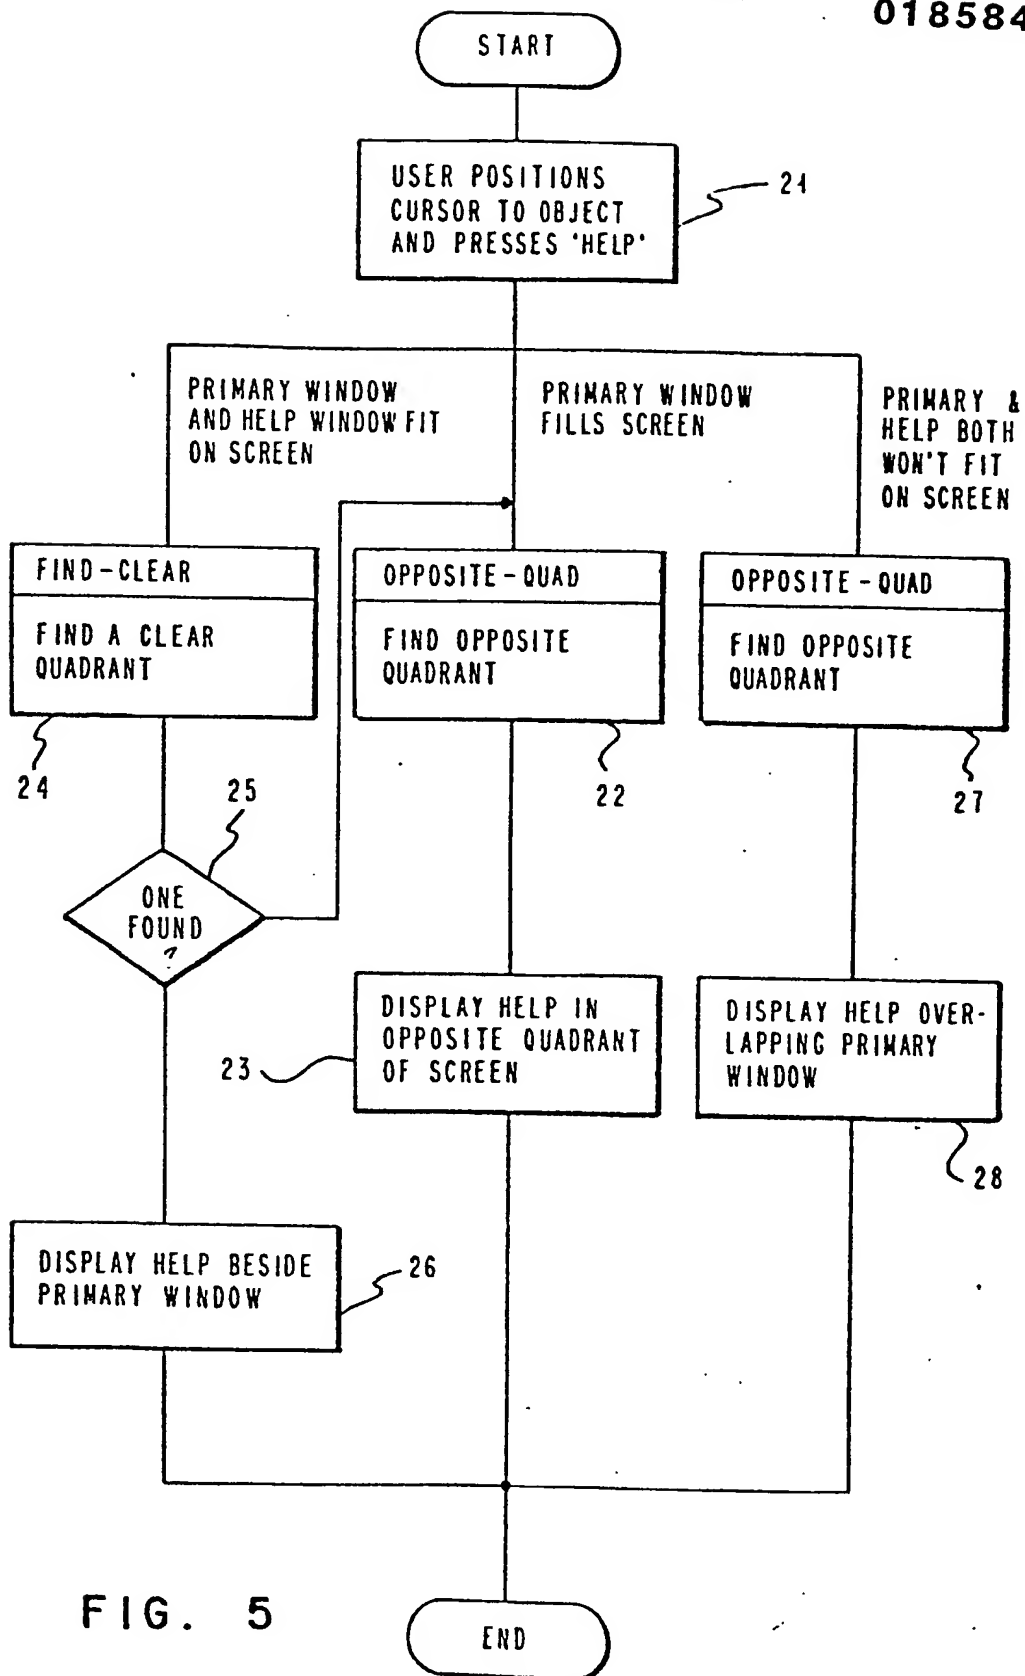 018584
START
USER POSITIONS
CURSOR TO OBJECT
AND PRESSES 'HELP'
21
PRIMARY WINDOW
AND HELP WINDOW FIT
ON SCREEN
PRIMARY WINDOW
FILLS SCREEN
PRIMARY &
HELP BOTH
WON'T FIT
ON SCREEN
FIND-CLEAR
FIND A CLEAR
QUADRANT
24
OPPOSITE-QUAD
FIND OPPOSITE
QUADRANT
22
OPPOSITE-QUAD
FIND OPPOSITE
QUADRANT
27
25
ONE
FOUND
?
DISPLAY HELP IN
OPPOSITE QUADRANT
OF SCREEN
23
DISPLAY HELP OVER-
LAPPING PRIMARY
WINDOW
28
DISPLAY HELP BESIDE
PRIMARY WINDOW
26
FIG. 5
END